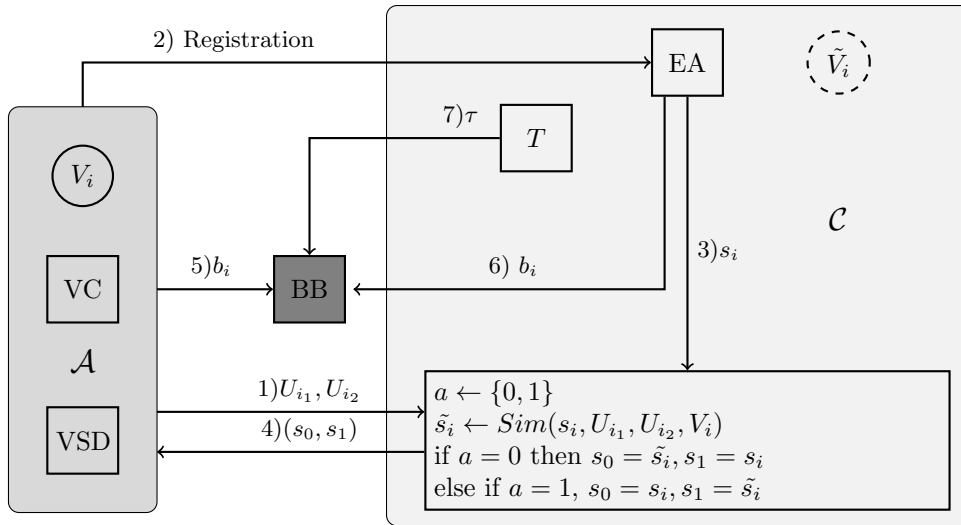 2) Registration
EA
Ṽ_i
7)τ
T
V_i
C
3)s_i
5)b_i
6) b_i
VC
BB
A
1)U_{i_1}, U_{i_2}
4)(s_0, s_1)
VSD
a ← {0, 1}
s̃_i ← Sim(s_i, U_{i_1}, U_{i_2}, V_i)
if a = 0 then s_0 = s̃_i, s_1 = s_i
else if a = 1, s_0 = s_i, s_1 = s̃_i